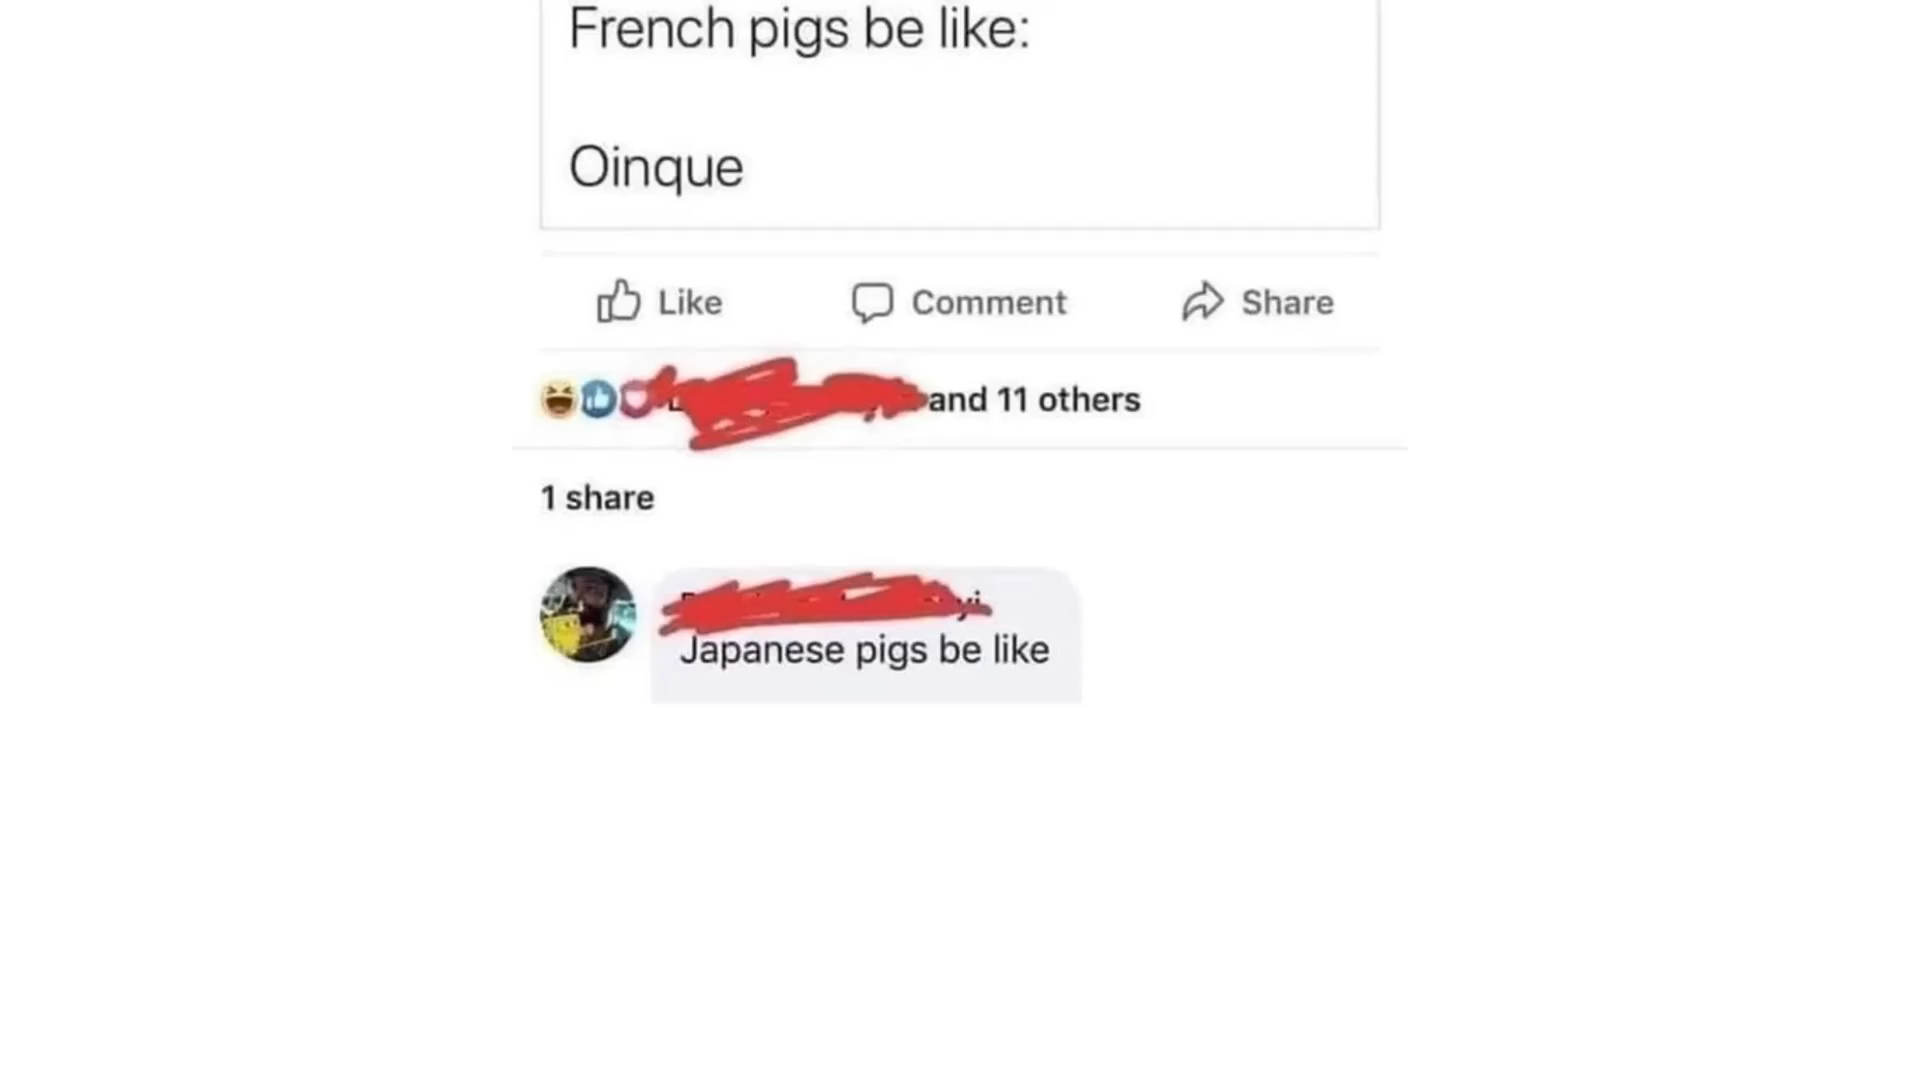 French pigs be like:
Oinque
Like Comment Share
and 11 others
1 share
Japanese pigs be like